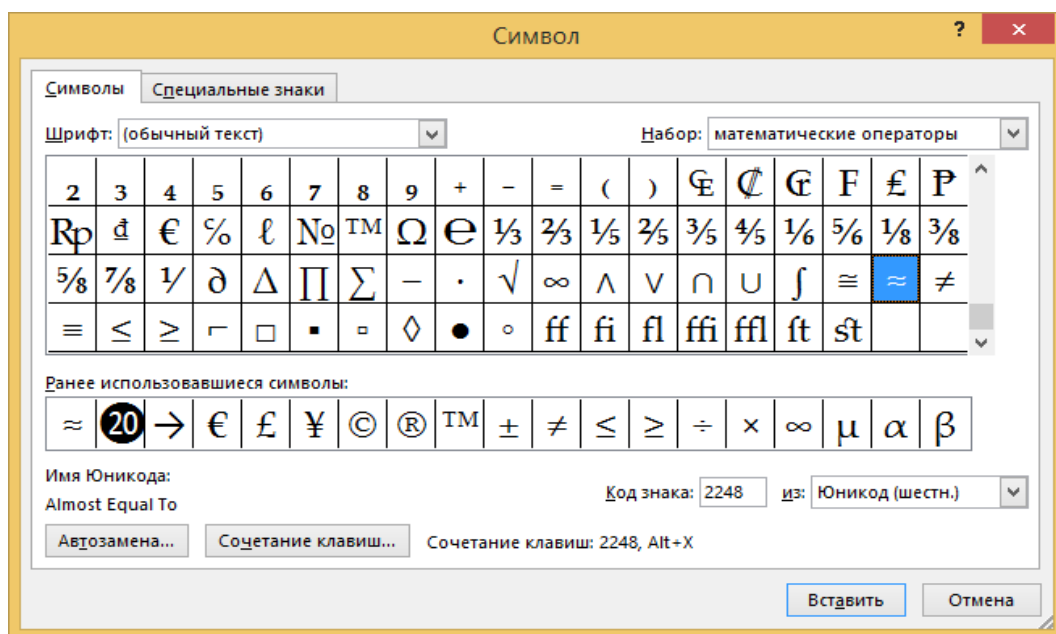 Символ
? ×
Символы Специальные знаки
Шрифт: (обычный текст) Набор: математические операторы
2 3 4 5 6 7 8 9 + − = ( ) ₠ ₡ ₢ F £ ₱
Rp ₫ € ℅ ℓ № ™ Ω ℮ ⅓ ⅔ ⅕ ⅖ ⅗ ⅘ ⅙ ⅚ ⅛ ⅜
⅝ ⅞ ⅟ ∂ ∆ ∏ ∑ − ∙ √ ∞ ∧ ∨ ∩ ∪ ∫ ≅ ≈ ≠
≡ ≤ ≥ ⌐ □ ▪ ▫ ◊ ● ◦ ff fi fl ffi ffl ſt st
Ранее использовавшиеся символы:
≈ ⓴ → € £ ¥ © ® ™ ± ≠ ≤ ≥ ÷ × ∞ µ α β
Имя Юникода:
Almost Equal To
Код знака: 2248 из: Юникод (шестн.)
Автозамена... Сочетание клавиш... Сочетание клавиш: 2248, Alt+X
Вставить Отмена